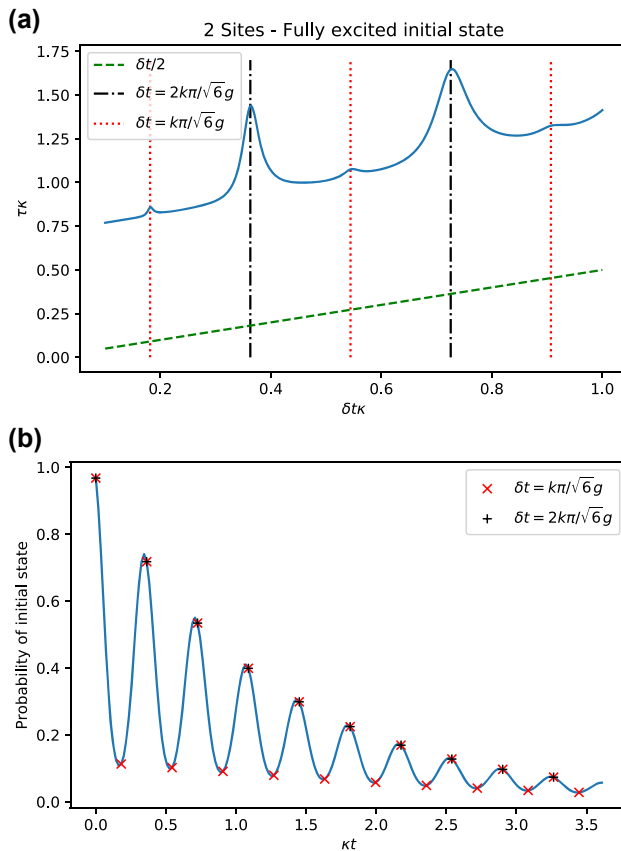 (a)
2 Sites - Fully excited initial state
δt/2
δt = 2kπ/√6g
δt = kπ/√6g
1.75
1.50
1.25
1.00
0.75
0.50
0.25
0.00
τκ
0.2
0.4
0.6
0.8
1.0
δtκ
(b)
δt = kπ/√6g
δt = 2kπ/√6g
1.0
0.8
0.6
0.4
0.2
0.0
Probability of initial state
0.0
0.5
1.0
1.5
2.0
2.5
3.0
3.5
κt